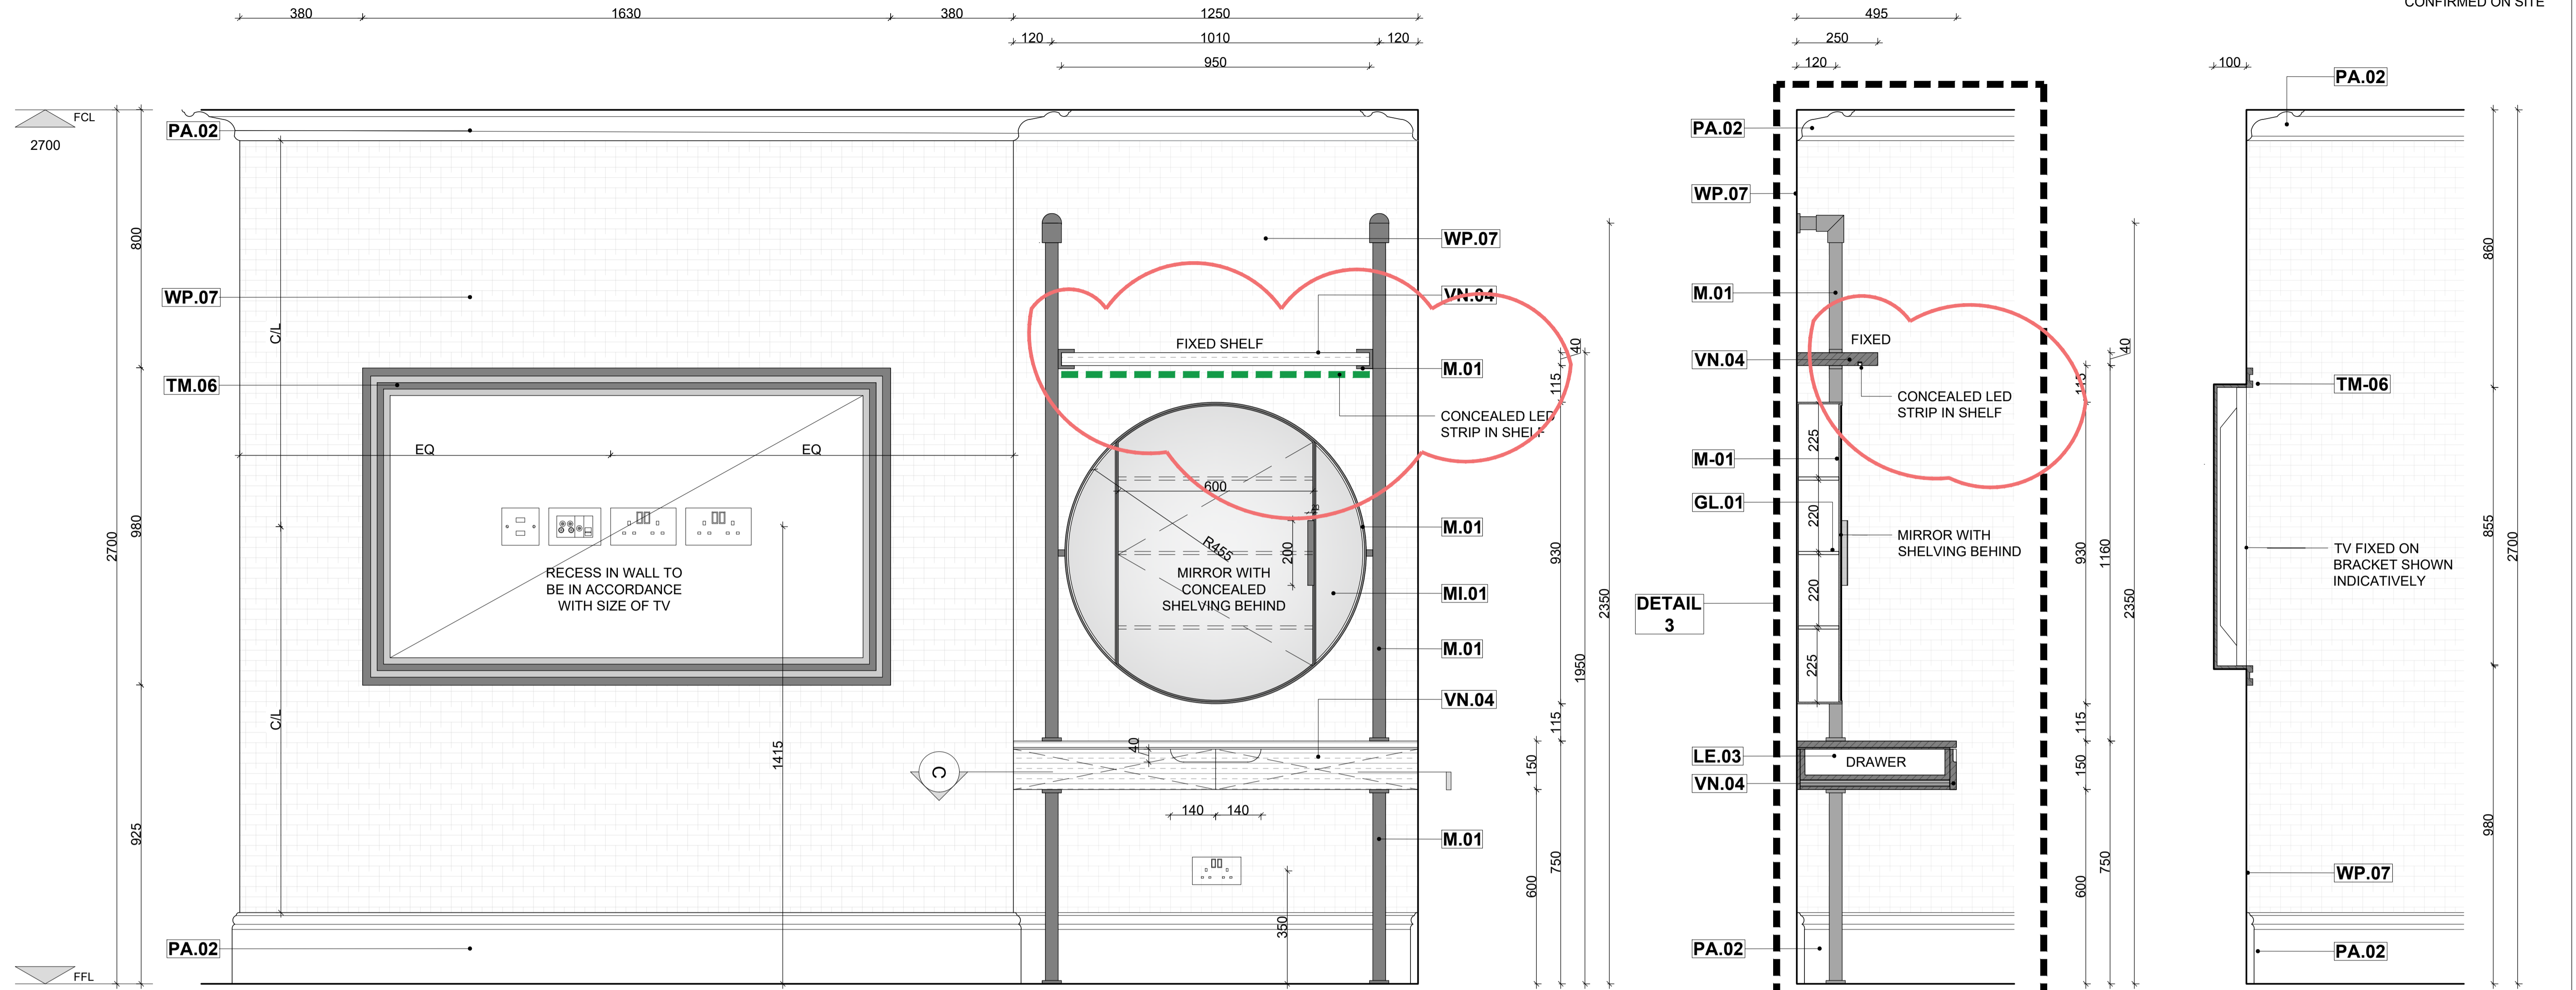 CONFIRMED ON SITE
380
1630
380
1250
120
1010
120
950
495
250
120
100
FCL
2700
PA.02
WP.07
TM.06
C/L
C/L
EQ
EQ
2700
800
980
925
RECESS IN WALL TO
BE IN ACCORDANCE
WITH SIZE OF TV
1415
PA.02
FFL
C
WP.07
VN.04
FIXED SHELF
M.01
CONCEALED LED
STRIP IN SHELF
600
R455
200
MIRROR WITH
CONCEALED
SHELVING BEHIND
M.01
MI.01
M.01
VN.04
40
140
140
350
M.01
40
115
930
115
150
750
600
1950
2350
DETAIL
3
PA.02
WP.07
M.01
VN.04
FIXED
CONCEALED LED
STRIP IN SHELF
M-01
GL.01
MIRROR WITH
SHELVING BEHIND
225
220
220
225
LE.03
DRAWER
VN.04
PA.02
40
115
930
1160
115
150
750
600
2350
PA.02
TM-06
TV FIXED ON
BRACKET SHOWN
INDICATIVELY
WP.07
PA.02
860
855
980
2700